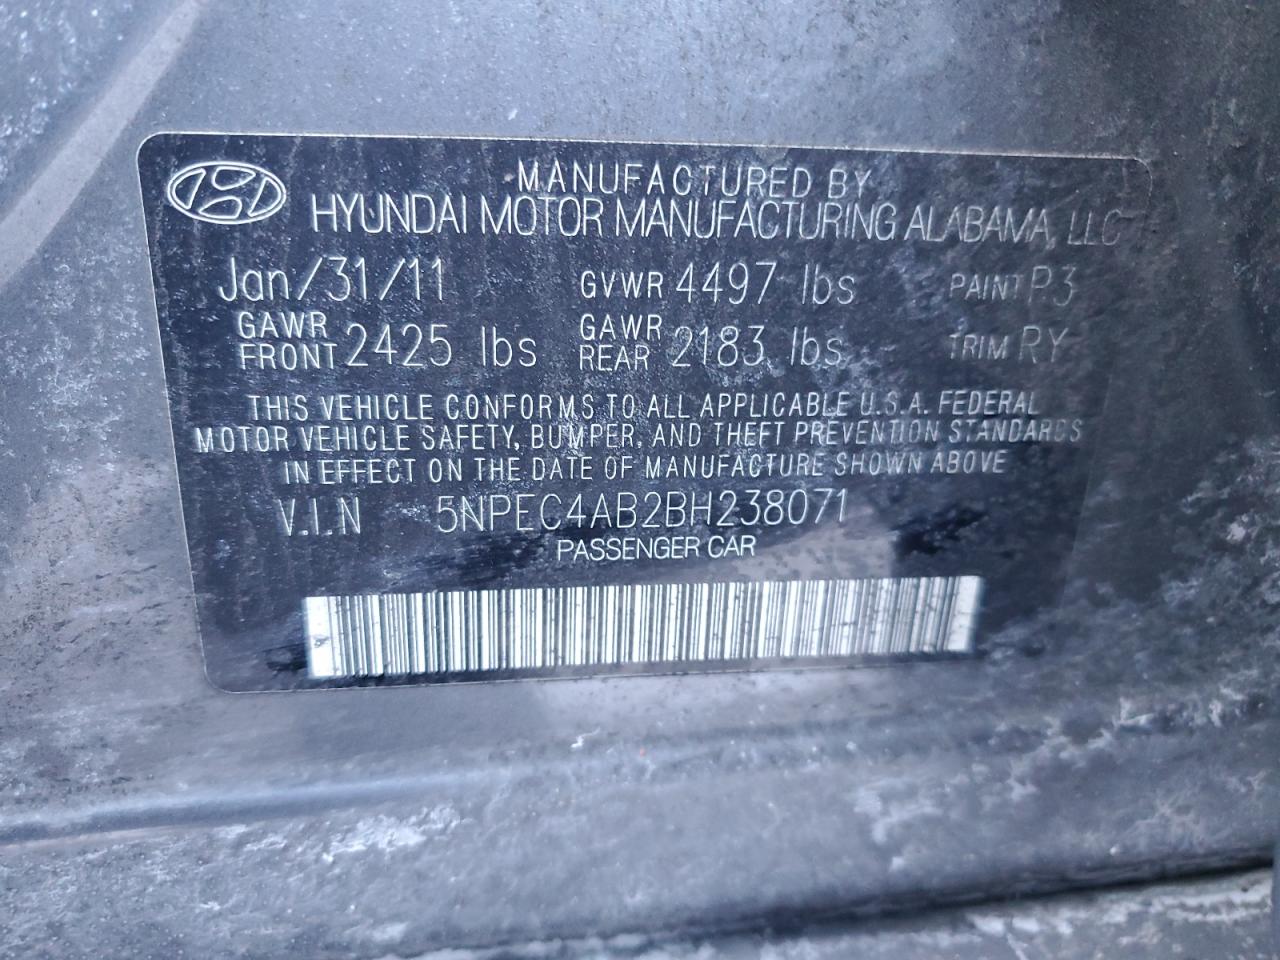 MANUFACTURED BY
HYUNDAI MOTOR MANUFACTURING ALABAMA, LLC
Jan/31/11 GVWR 4497 lbs PAINT P3
GAWR FRONT 2425 lbs GAWR REAR 2183 lbs TRIM RY
THIS VEHICLE CONFORMS TO ALL APPLICABLE U.S.A. FEDERAL
MOTOR VEHICLE SAFETY, BUMPER, AND THEFT PREVENTION STANDARDS
IN EFFECT ON THE DATE OF MANUFACTURE SHOWN ABOVE
V.I.N 5NPEC4AB2BH238071
PASSENGER CAR